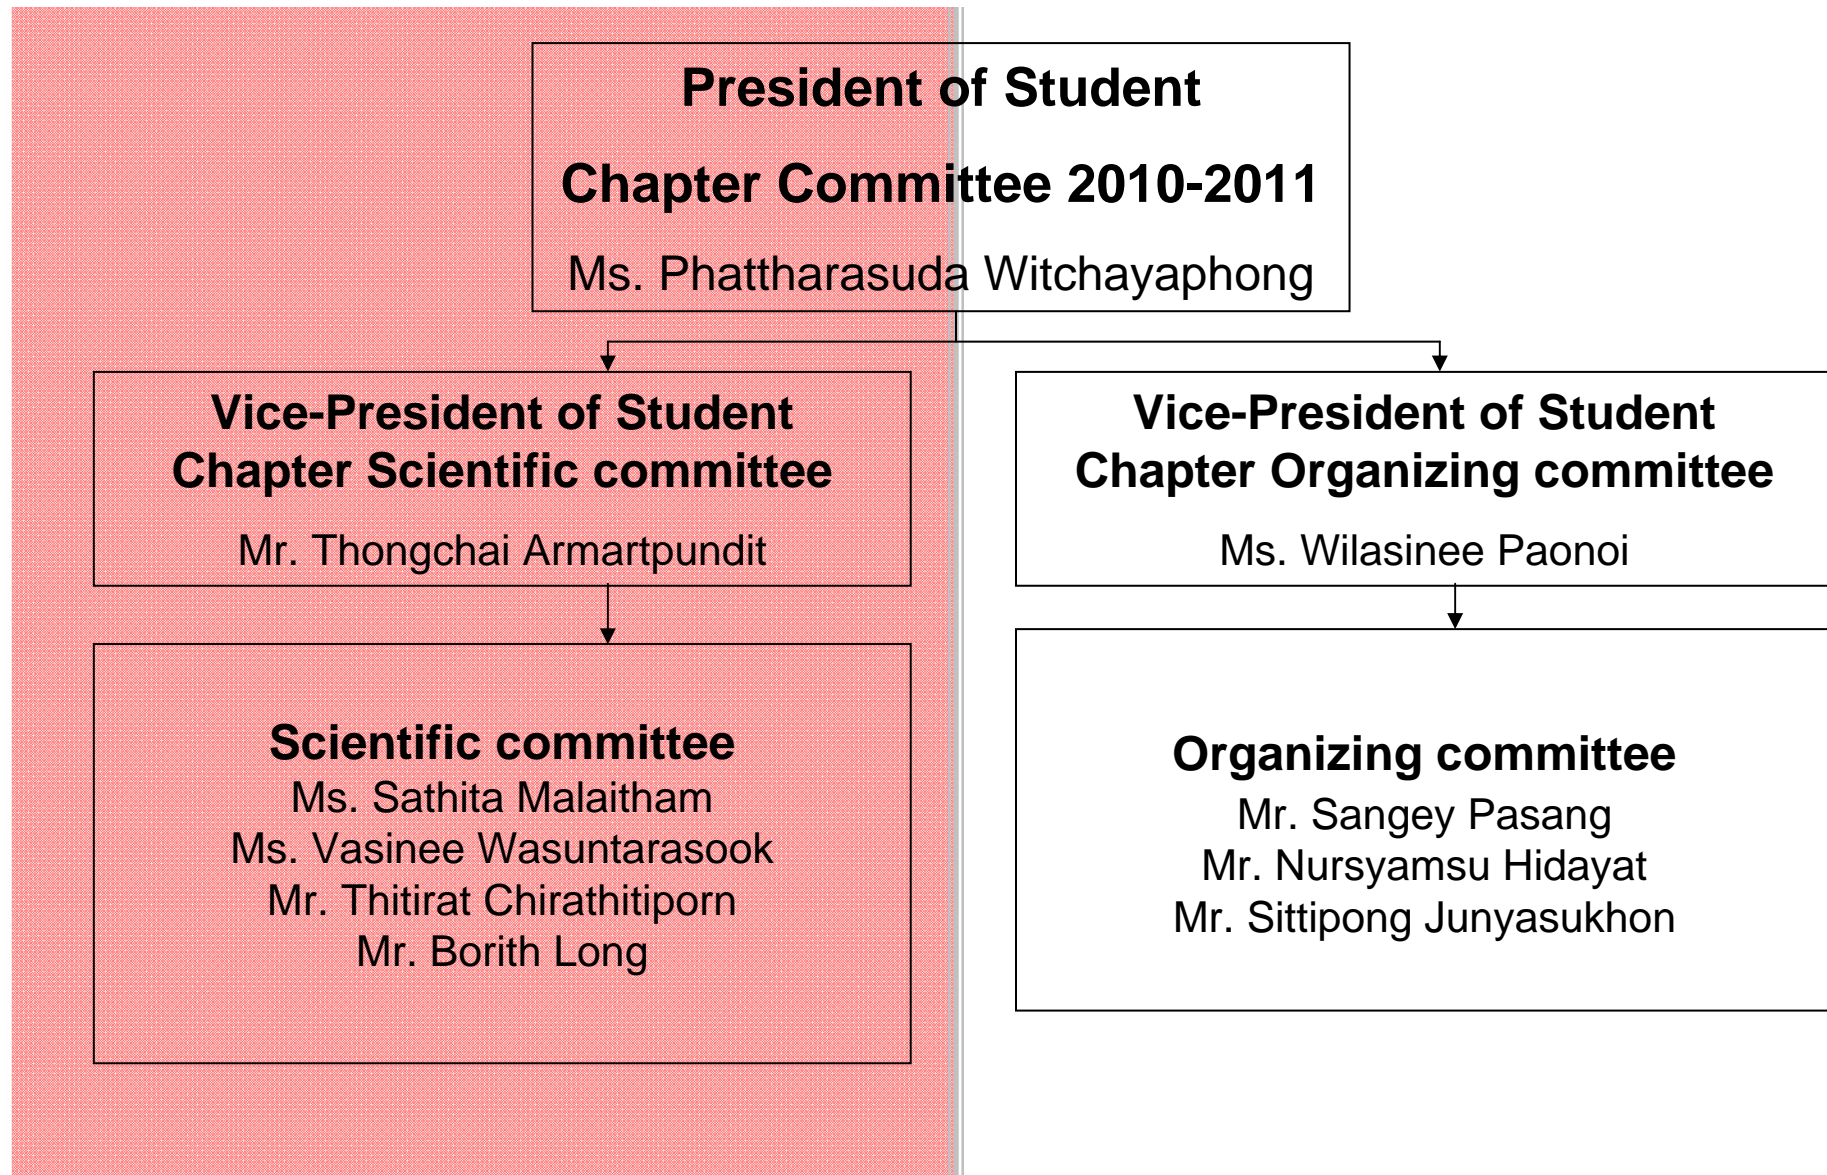 President of Student
Chapter Committee 2010-2011
Ms. Phattharasuda Witchayaphong
Vice-President of Student
Chapter Scientific committee
Mr. Thongchai Armartpundit
Vice-President of Student
Chapter Organizing committee
Ms. Wilasinee Paonoi
Scientific committee
Ms. Sathita Malaitham
Ms. Vasinee Wasuntarasook
Mr. Thitirat Chirathitiporn
Mr. Borith Long
Organizing committee
Mr. Sangey Pasang
Mr. Nursyamsu Hidayat
Mr. Sittipong Junyasukhon